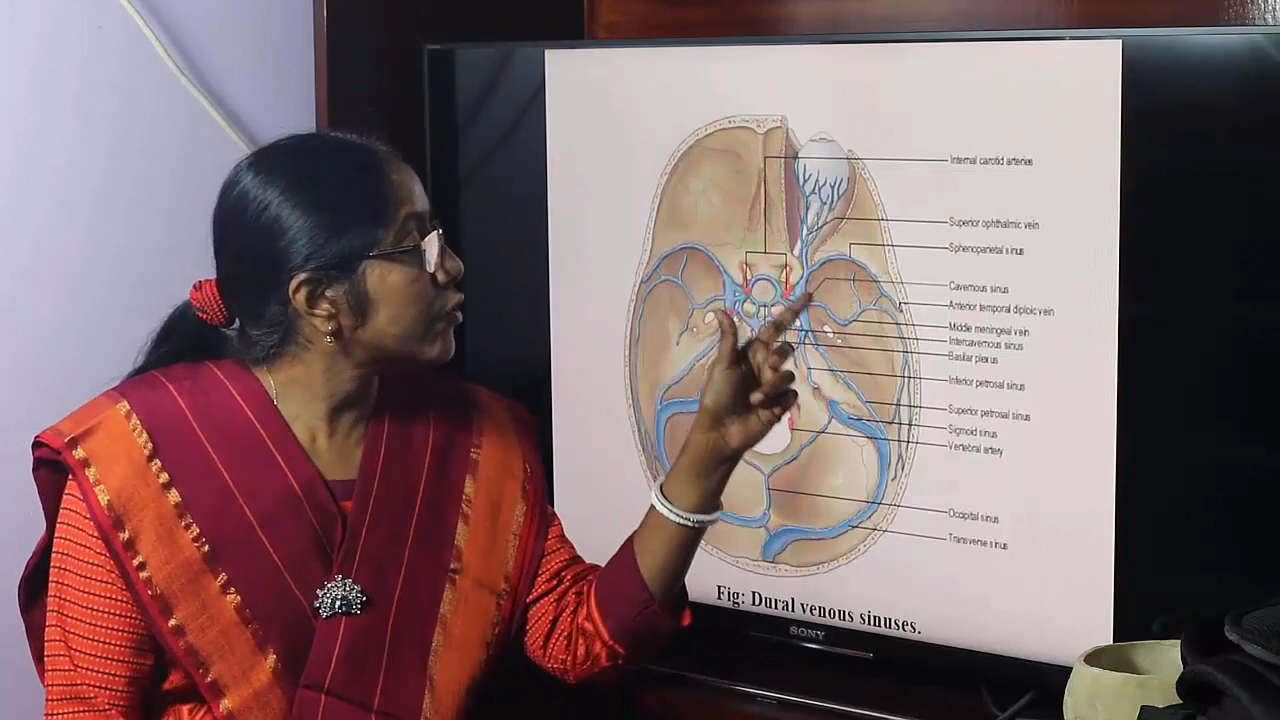 Internal carotid arteries
Superior ophthalmic vein
Sphenoparietal sinus
Cavernous sinus
Anterior temporal diploic vein
Middle meningeal vein
Intercavernous sinus
Basilar plexus
Inferior petrosal sinus
Superior petrosal sinus
Sigmoid sinus
Vertebral artery
Occipital sinus
Transverse sinus
Fig: Dural venous sinuses.
SONY